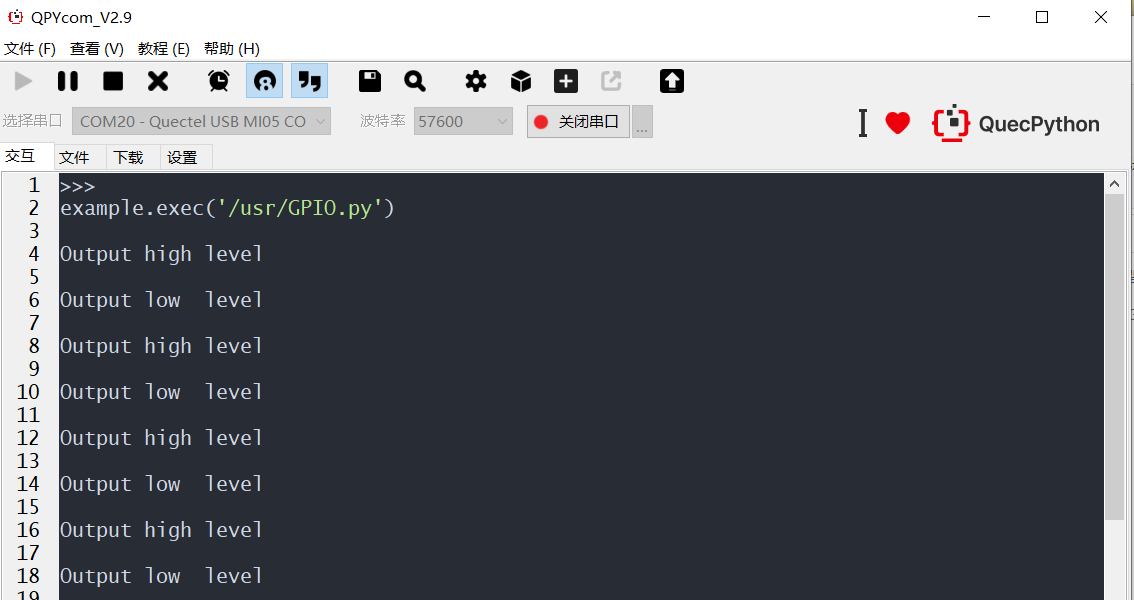 QPYcom_V2.9
文件 (F) 查看 (V) 教程 (E) 帮助 (H)
选择串口 COM20 - Quectel USB MI05 CO 波特率 57600 关闭串口 ... I QuecPython
交互 文件 下载 设置
1 >>>
2 example.exec('/usr/GPIO.py')
3
4 Output high level
5
6 Output low  level
7
8 Output high level
9
10 Output low  level
11
12 Output high level
13
14 Output low  level
15
16 Output high level
17
18 Output low  level
19